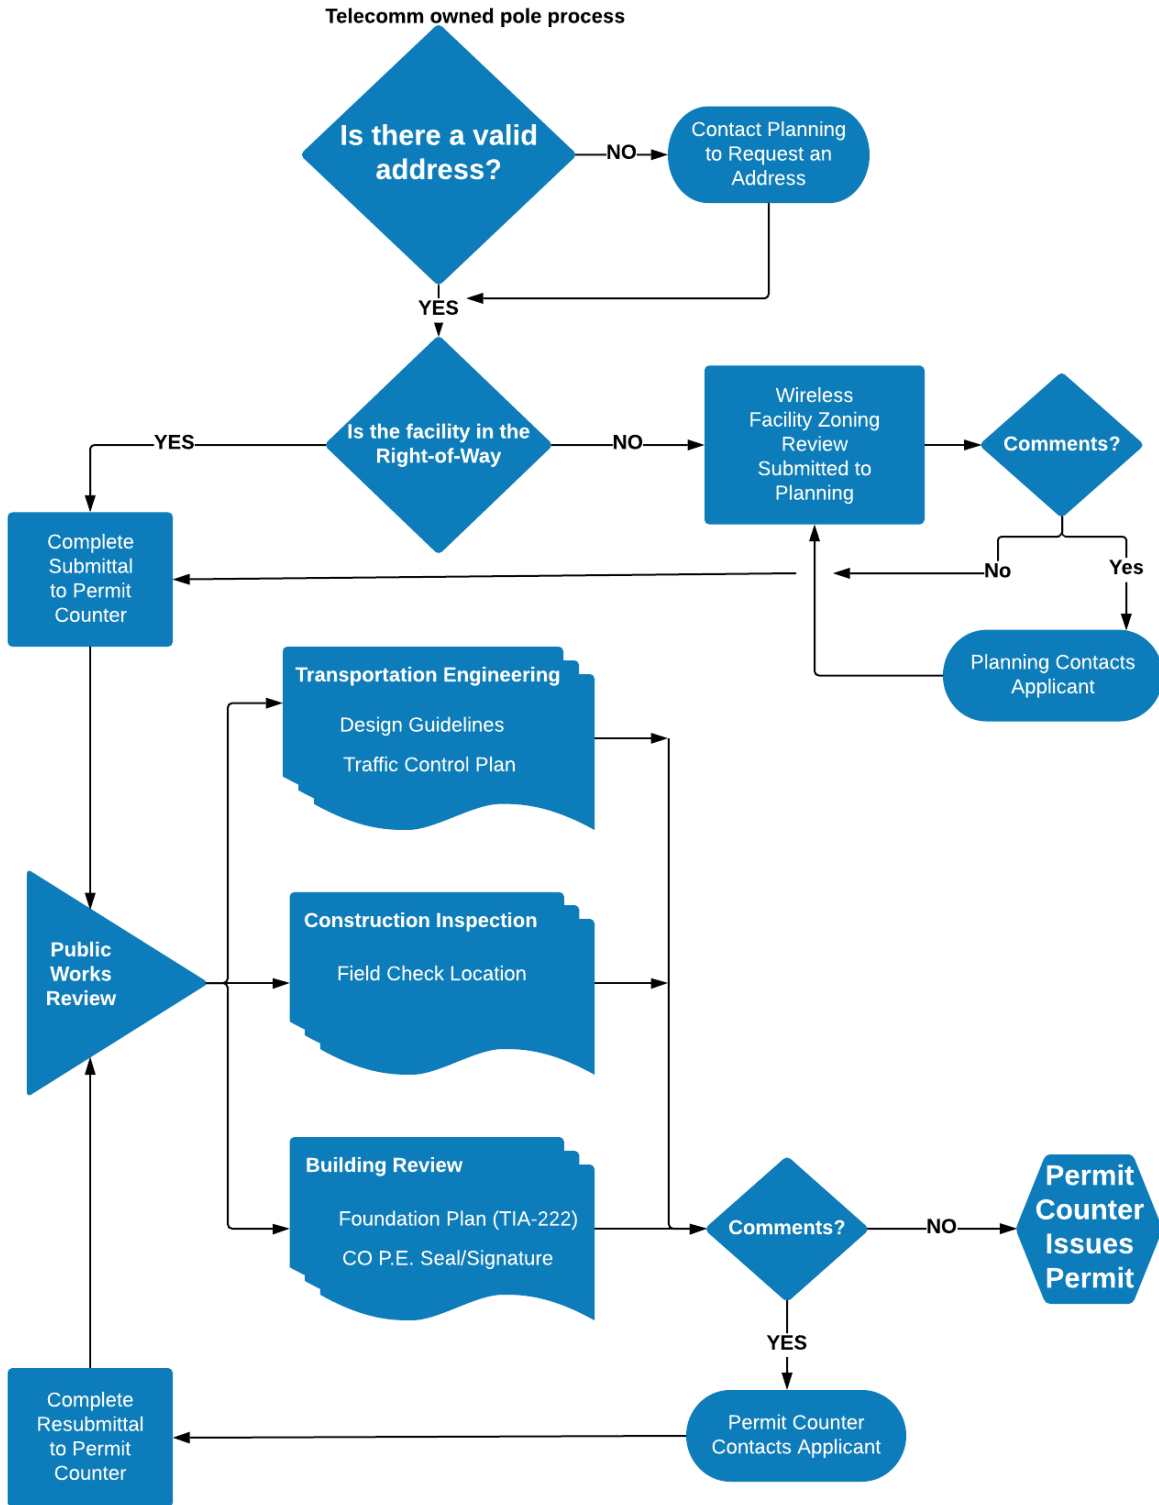 Telecomm owned pole process
Is there a valid
address?
NO
Contact Planning
to Request an
Address
YES
Is the facility in the
Right-of-Way
YES
NO
Wireless
Facility Zoning
Review
Submitted to
Planning
Comments?
No
Yes
Planning Contacts
Applicant
Complete
Submittal
to Permit
Counter
Transportation Engineering
Design Guidelines
Traffic Control Plan
Public
Works
Review
Construction Inspection
Field Check Location
Building Review
Foundation Plan (TIA-222)
CO P.E. Seal/Signature
Comments?
NO
Permit
Counter
Issues
Permit
YES
Permit Counter
Contacts Applicant
Complete
Resubmittal
to Permit
Counter